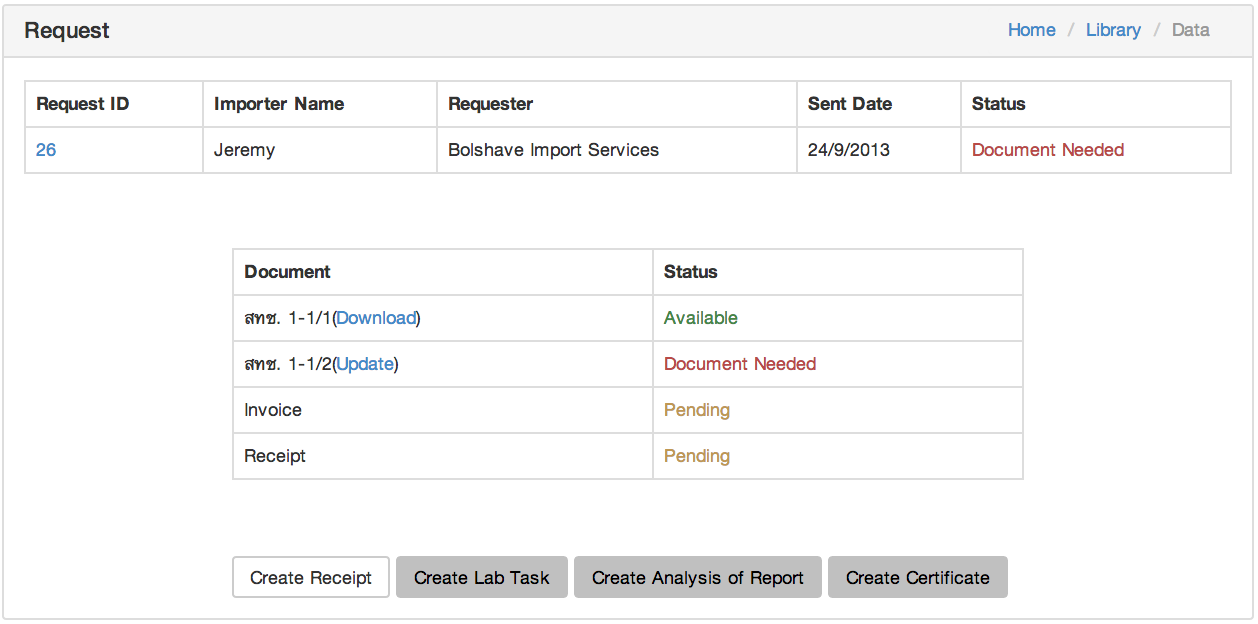 Request Home / Library / Data
Request ID Importer Name Requester Sent Date Status
26 Jeremy Bolshave Import Services 24/9/2013 Document Needed
Document Status
สทช. 1-1/1(Download) Available
สทช. 1-1/2(Update) Document Needed
Invoice Pending
Receipt Pending
Create Receipt Create Lab Task Create Analysis of Report Create Certificate